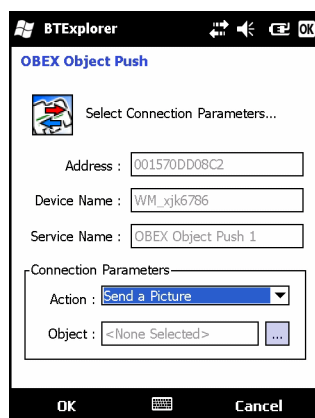 BTExplorer OK
OBEX Object Push
Select Connection Parameters...
Address : 001570DD08C2
Device Name : WM_xjk6786
Service Name : OBEX Object Push 1
Connection Parameters
Action : Send a Picture
Object : <None Selected> ...
OK Cancel